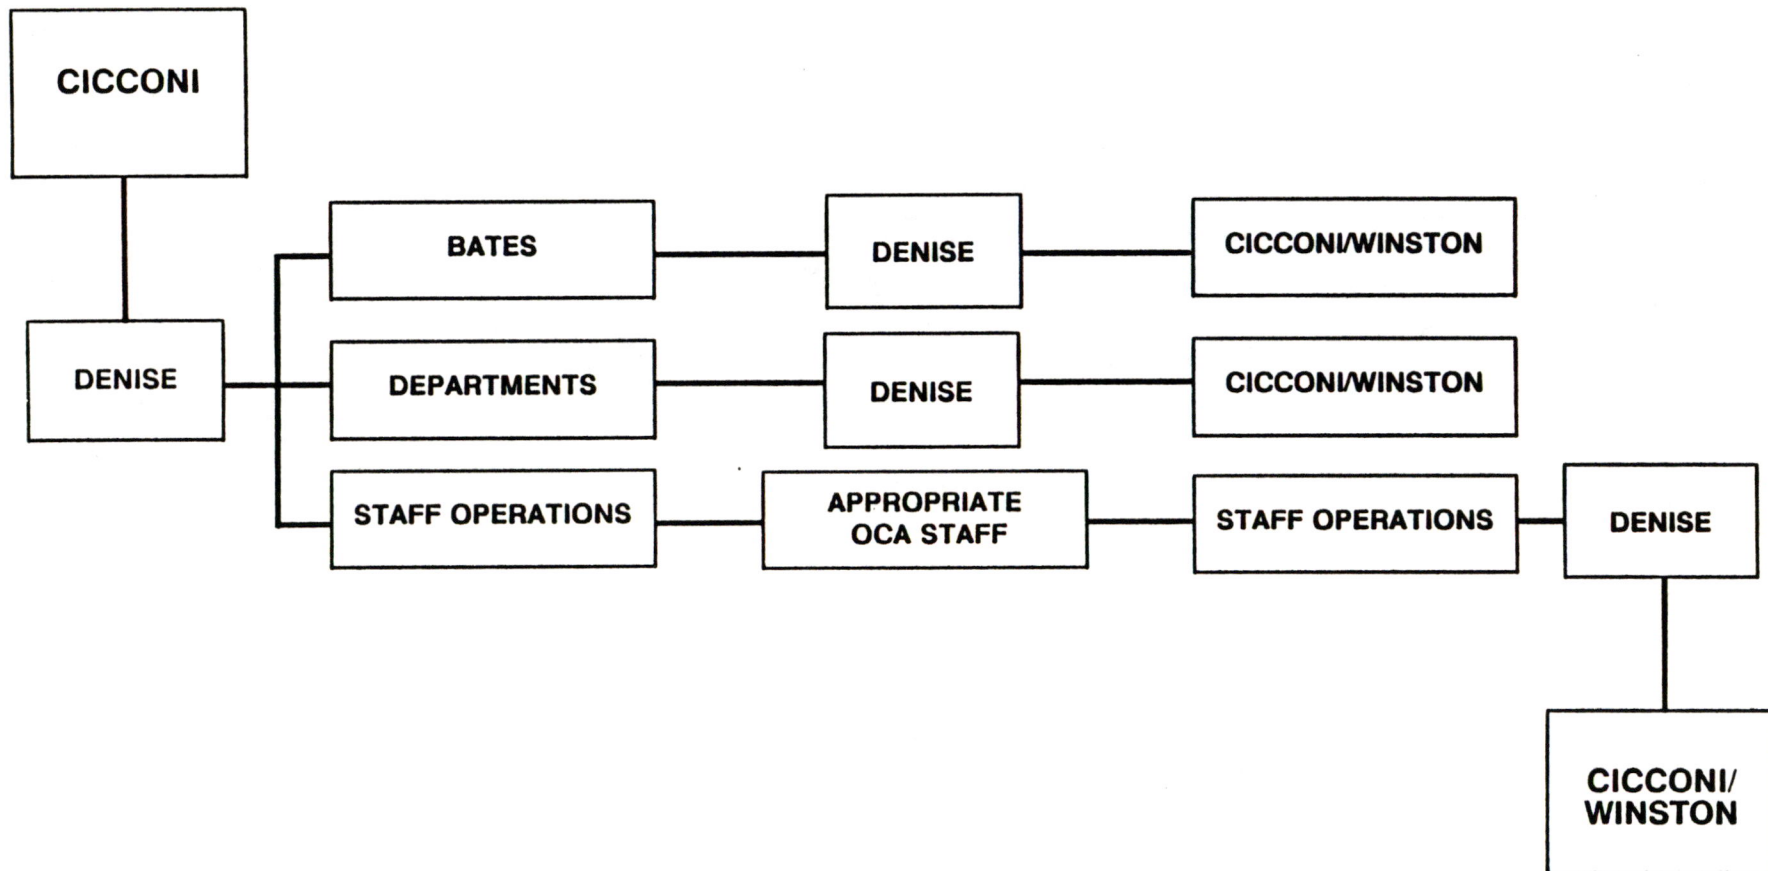 CICCONI
BATES
DENISE
CICCONI/WINSTON
DENISE
DEPARTMENTS
DENISE
CICCONI/WINSTON
STAFF OPERATIONS
APPROPRIATE
OCA STAFF
STAFF OPERATIONS
DENISE
CICCONI/
WINSTON